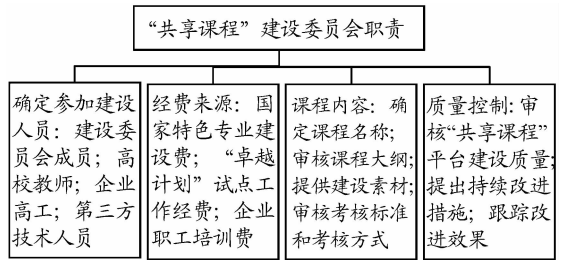 “共享课程”建设委员会职责
确定参加建设
人员：建设委
员会成员；高
校教师；企业
高工；第三方
技术人员
经费来源：国
家特色专业建
设费；“卓越
计划”试点工
作经费；企业
职工培训费
课程内容：确
定课程名称；
审核课程大纲；
提供建设素材；
审核考核标准
和考核方式
质量控制：审
核“共享课程”
平台建设质量；
提出持续改进
措施；跟踪改
进效果